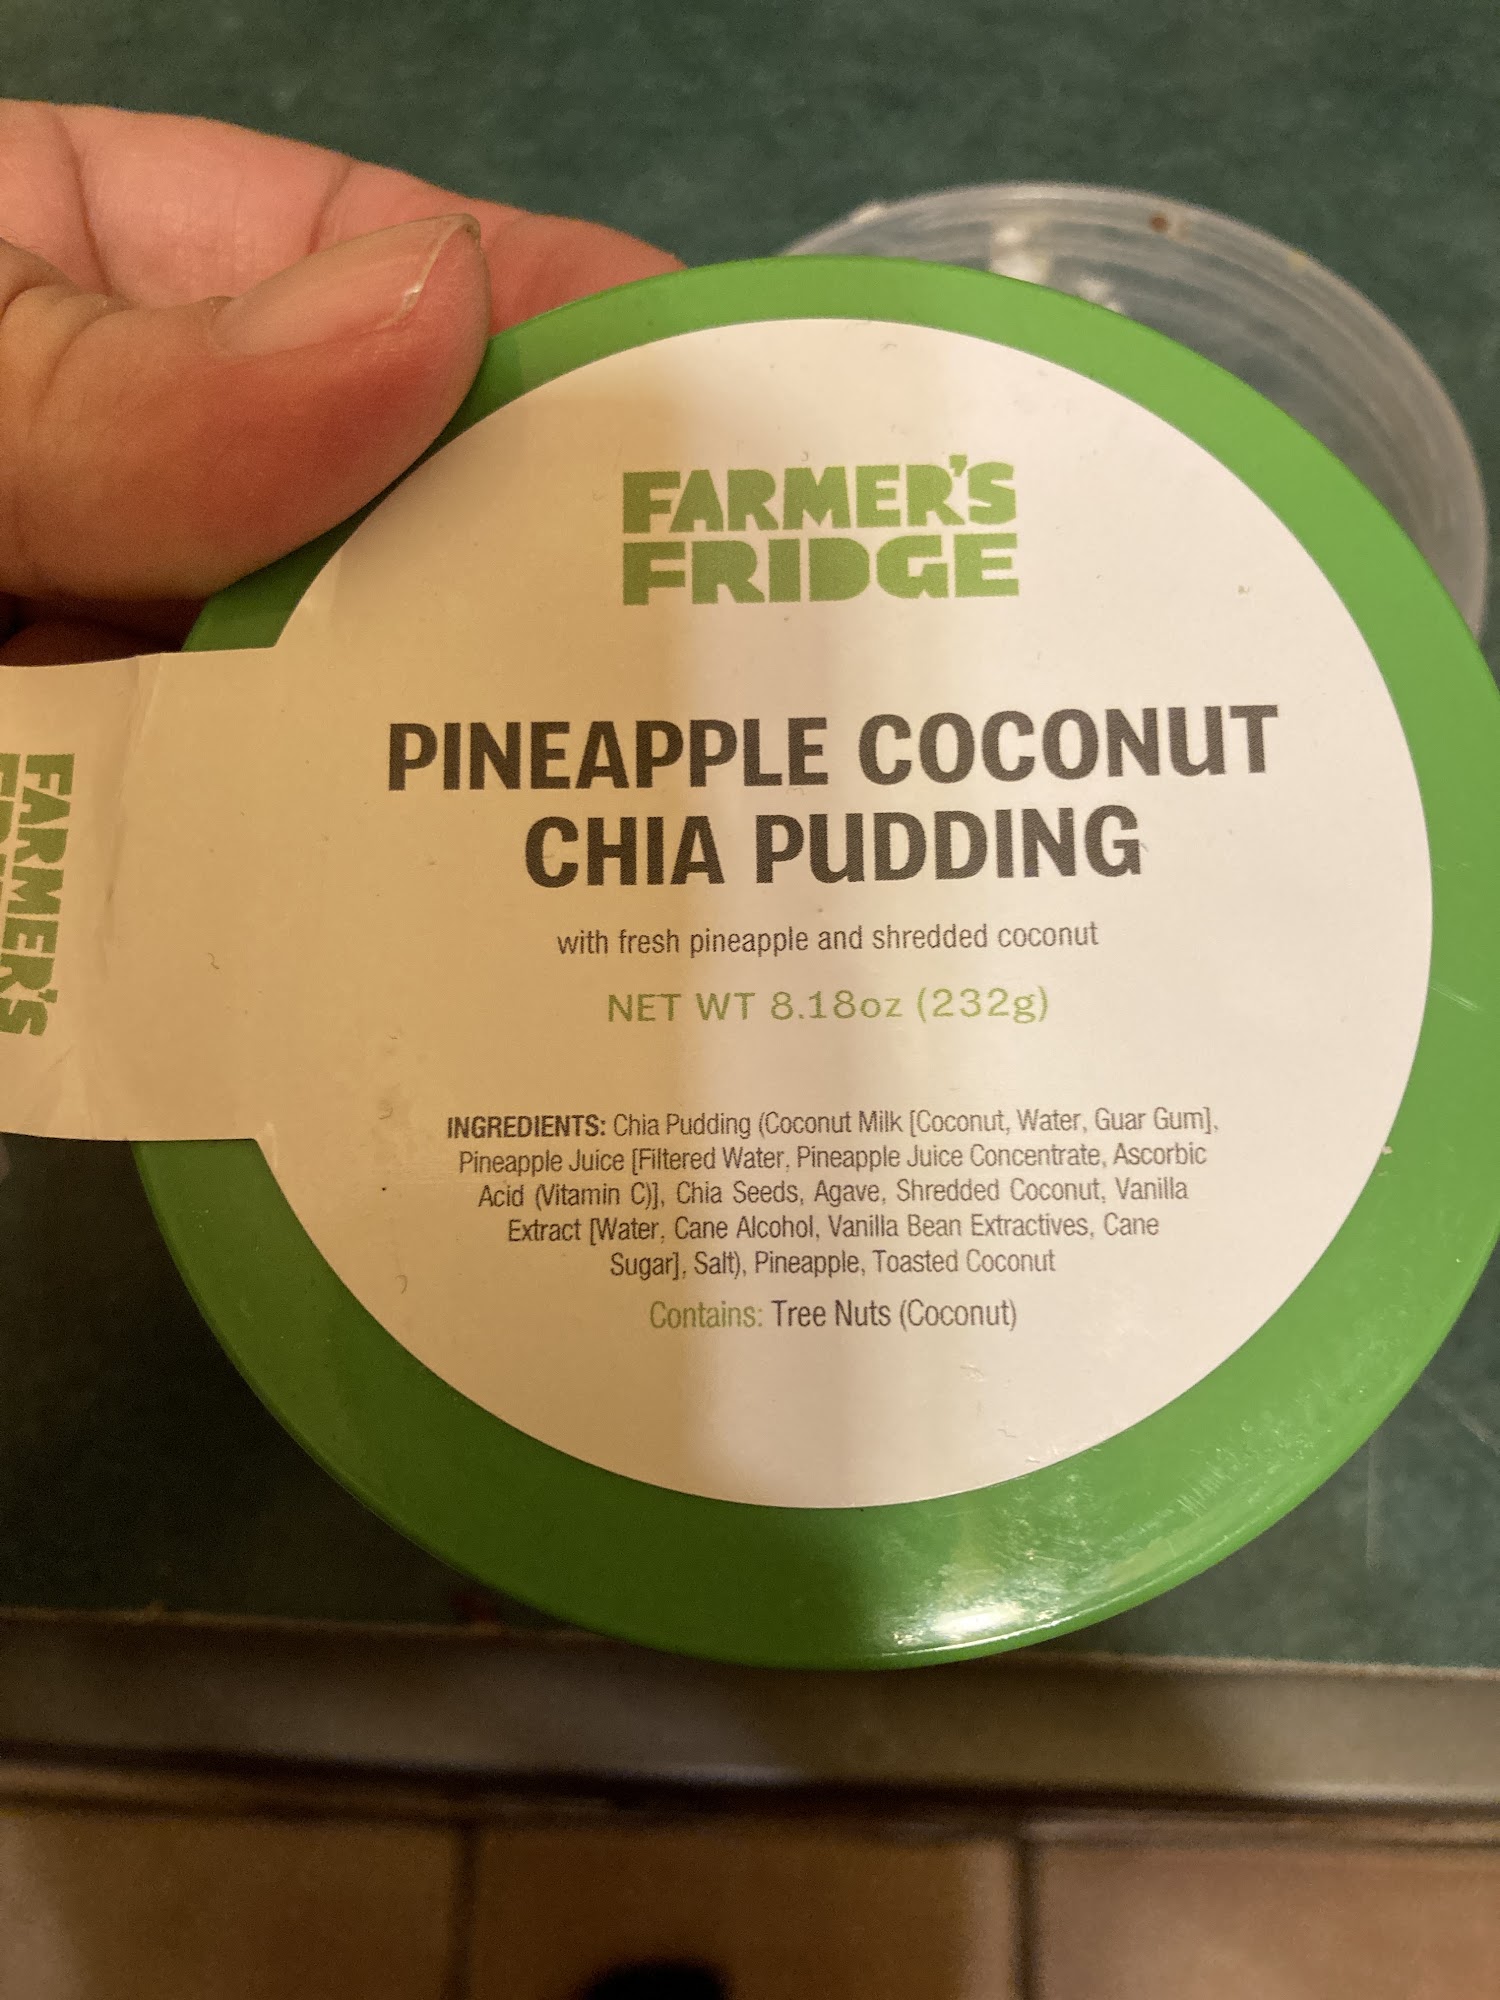 FARMER'S
FRIDGE
PINEAPPLE COCONUT
CHIA PUDDING
with fresh pineapple and shredded coconut
NET WT 8.18oz (232g)
INGREDIENTS: Chia Pudding (Coconut Milk [Coconut, Water, Guar Gum],
Pineapple Juice [Filtered Water, Pineapple Juice Concentrate, Ascorbic
Acid (Vitamin C)], Chia Seeds, Agave, Shredded Coconut, Vanilla
Extract [Water, Cane Alcohol, Vanilla Bean Extractives, Cane
Sugar], Salt), Pineapple, Toasted Coconut
Contains: Tree Nuts (Coconut)
FARMER'S